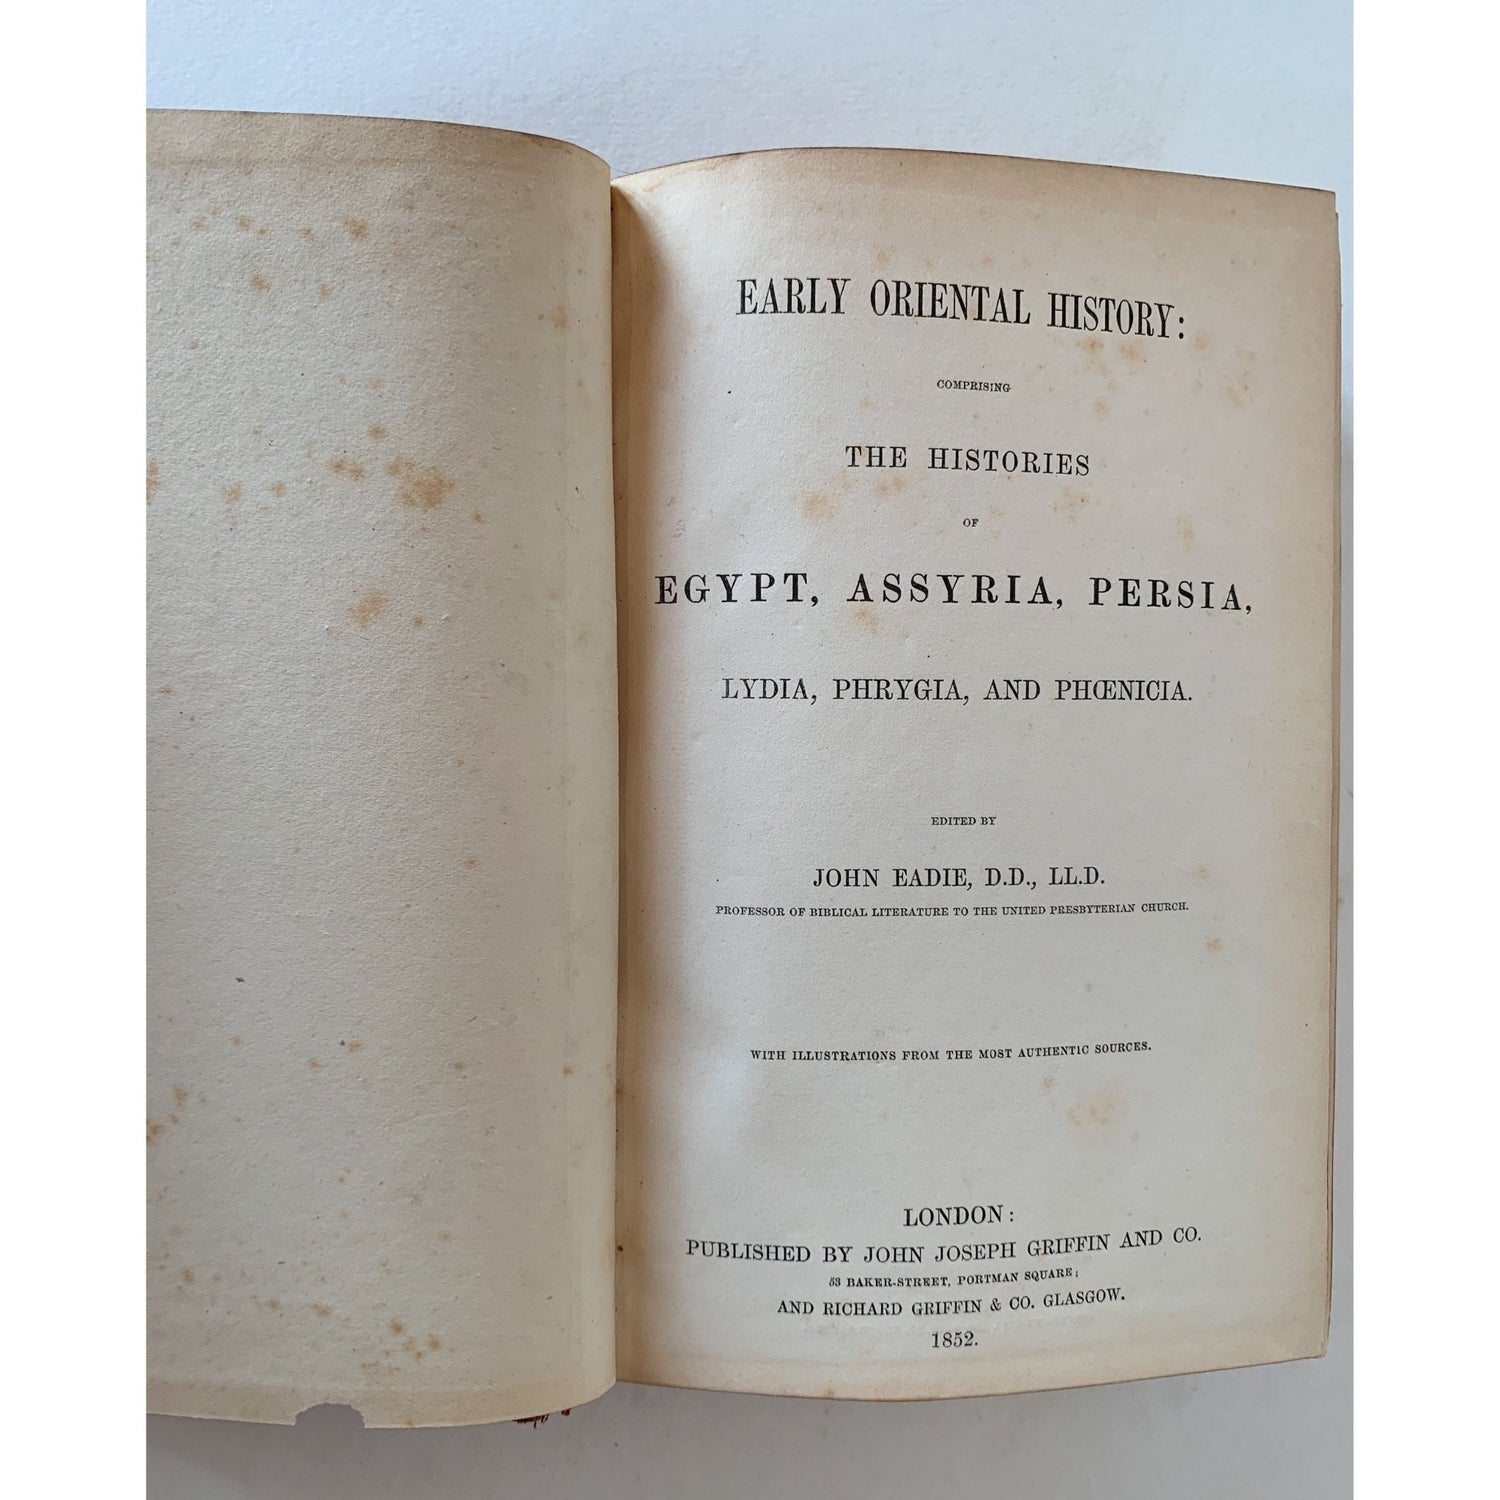 EARLY ORIENTAL HISTORY:
COMPRISING
THE HISTORIES
OF
EGYPT, ASSYRIA, PERSIA,
LYDIA, PHRYGIA, AND PHŒNICIA.
EDITED BY
JOHN EADIE, D.D., LL.D.
PROFESSOR OF BIBLICAL LITERATURE TO THE UNITED PRESBYTERIAN CHURCH.
WITH ILLUSTRATIONS FROM THE MOST AUTHENTIC SOURCES.
LONDON:
PUBLISHED BY JOHN JOSEPH GRIFFIN AND CO.
53 BAKER-STREET, PORTMAN SQUARE;
AND RICHARD GRIFFIN & CO. GLASGOW.
1852.